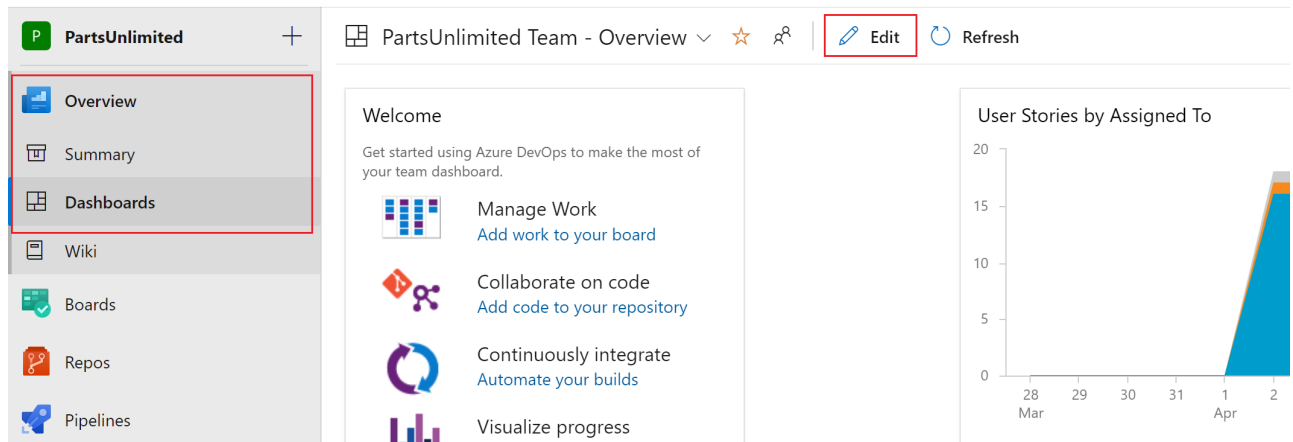 P PartsUnlimited
Overview
Summary
Dashboards
Wiki
Boards
Repos
Pipelines
PartsUnlimited Team - Overview
Edit
Refresh
Welcome
Get started using Azure DevOps to make the most of
your team dashboard.
Manage Work
Add work to your board
Collaborate on code
Add code to your repository
Continuously integrate
Automate your builds
Visualize progress
User Stories by Assigned To
20
15
10
5
0
28 29 30 31 1 2
Mar Apr